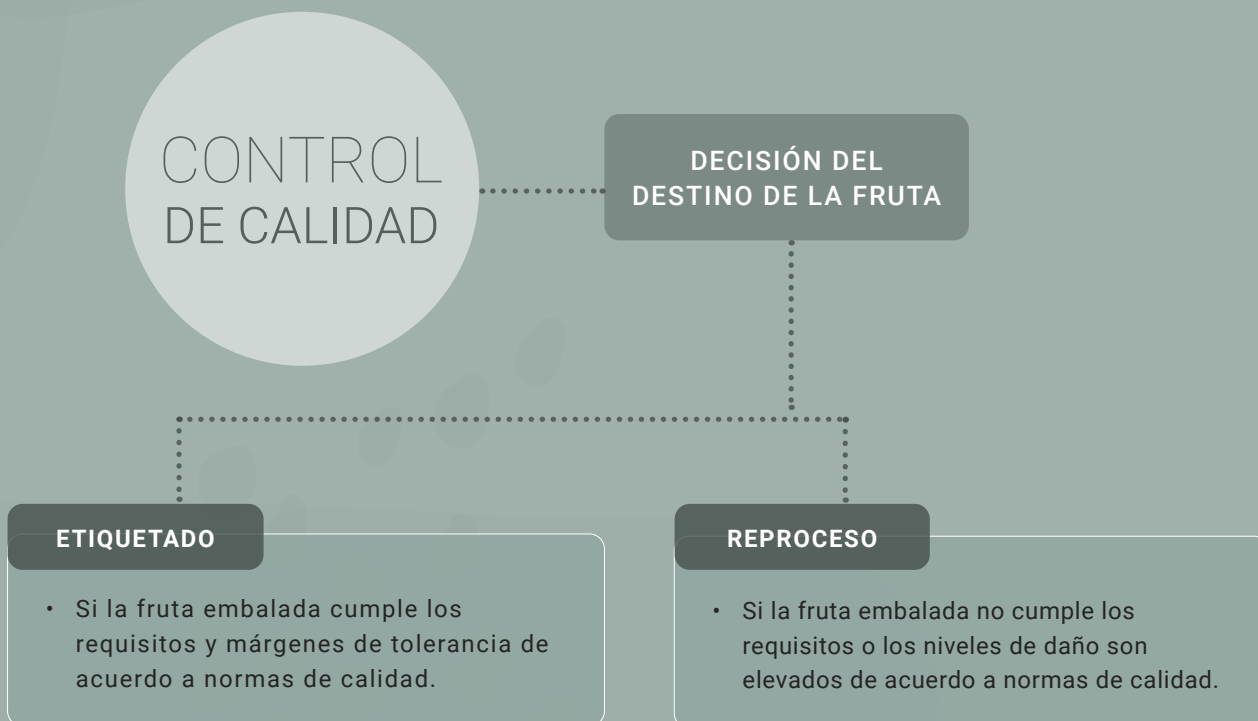 CONTROL
DE CALIDAD
DECISIÓN DEL
DESTINO DE LA FRUTA
ETIQUETADO
• Si la fruta embalada cumple los
requisitos y márgenes de tolerancia de
acuerdo a normas de calidad.
REPROCESO
• Si la fruta embalada no cumple los
requisitos o los niveles de daño son
elevados de acuerdo a normas de calidad.